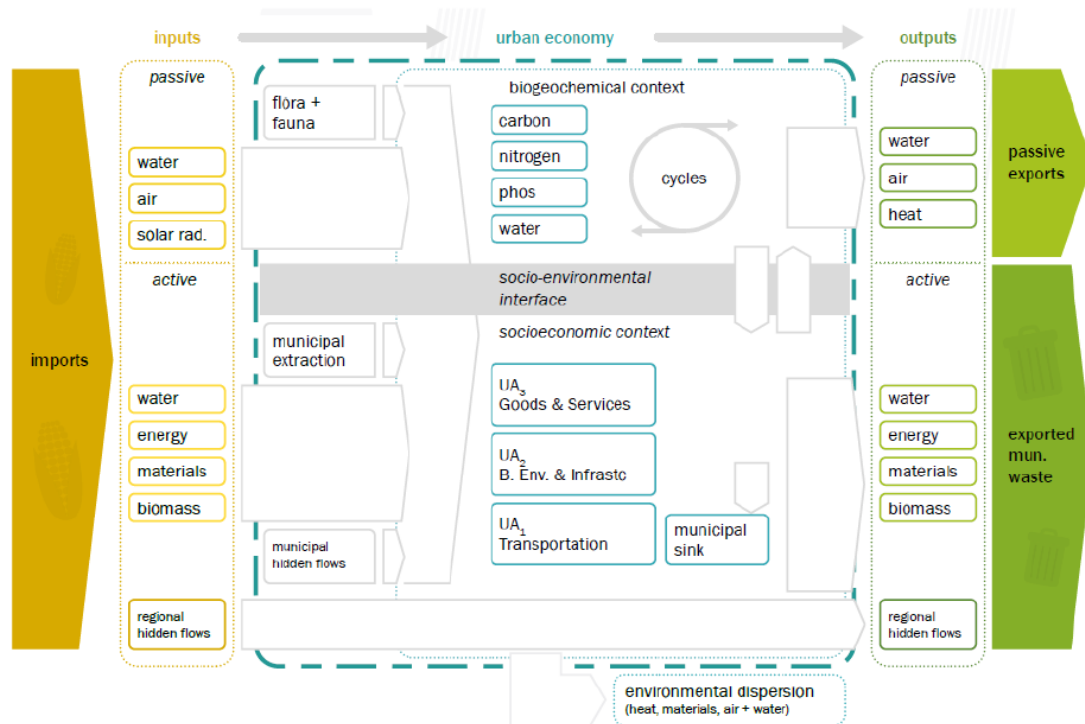 inputs
urban economy
outputs
imports
passive
water
air
solar rad.
active
water
energy
materials
biomass
regional
hidden flows
flora +
fauna
municipal
extraction
municipal
hidden flows
biogeochemical context
carbon
nitrogen
phos
water
cycles
socio-environmental
interface
socioeconomic context
UA3
Goods & Services
UA2
B. Env. & Infrastc
UA1
Transportation
municipal
sink
passive
water
air
heat
active
water
energy
materials
biomass
regional
hidden flows
passive
exports
exported
mun.
waste
environmental dispersion
(heat, materials, air + water)